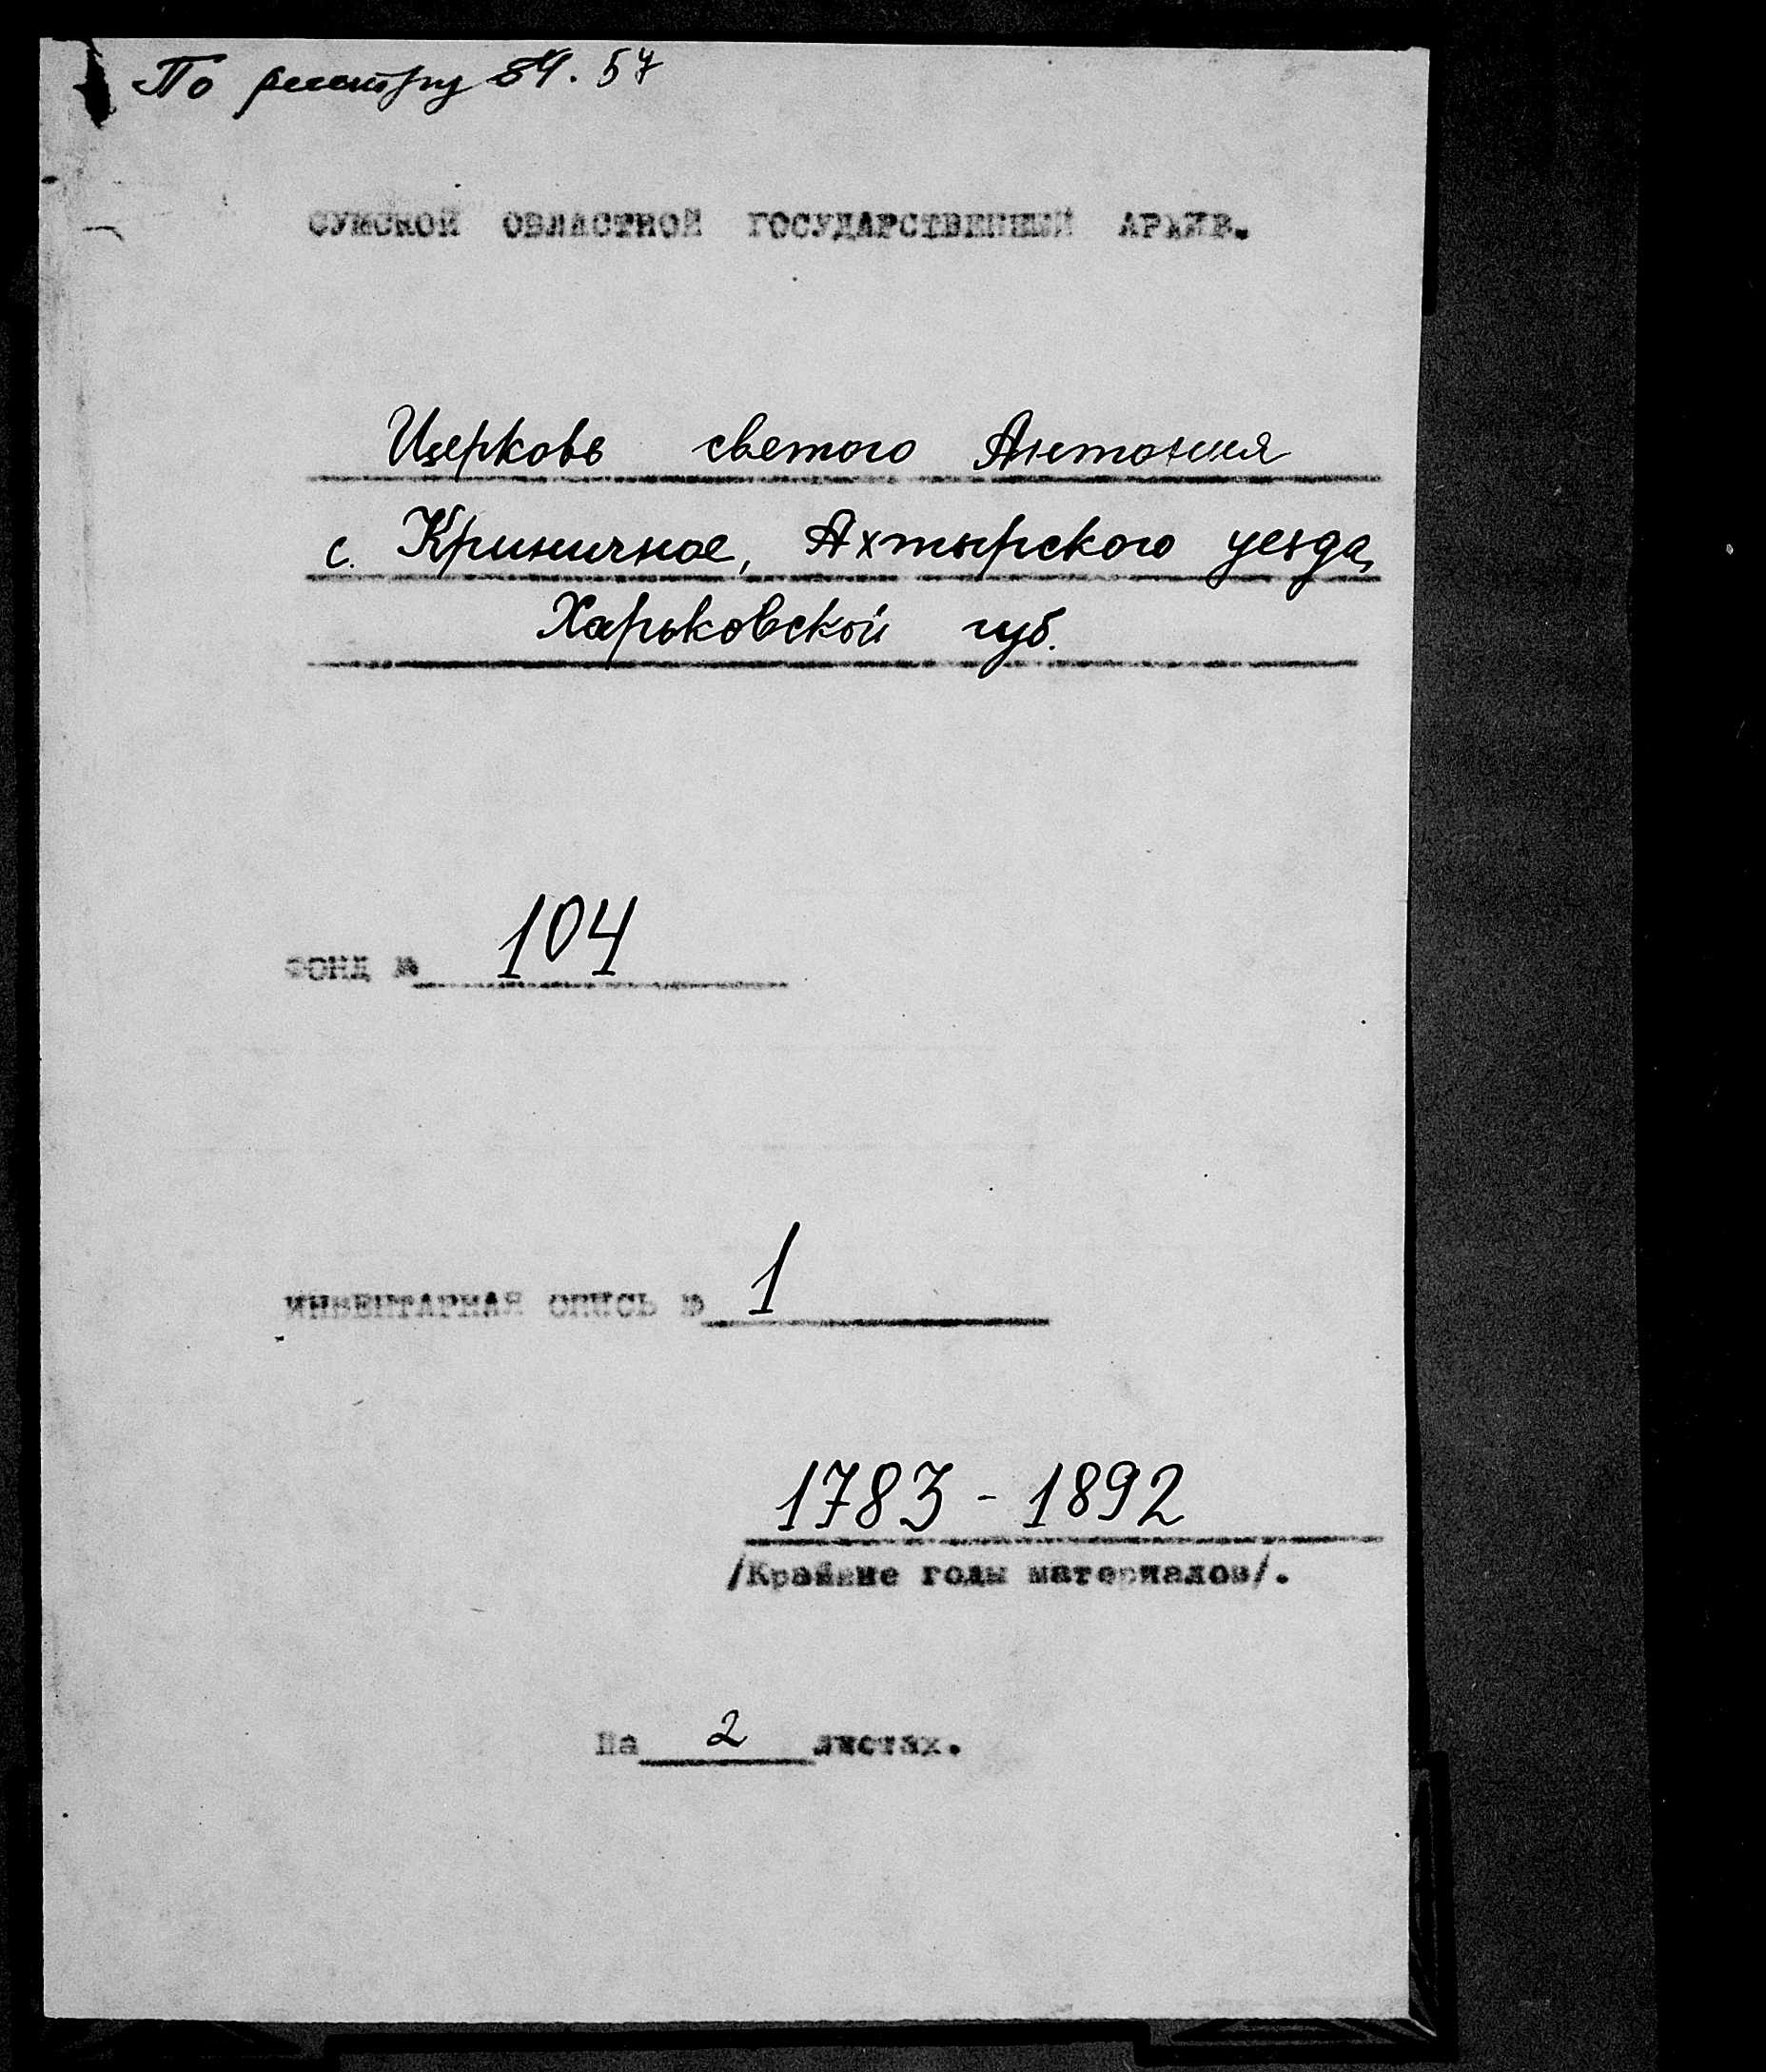 По реестру 84. 57
СУМСКОЙ ОБЛАСТНОЙ ГОСУДАРСТВЕННЫЙ АРХИВ.
Церковь светого Антония
с. Криничное, Ахтырского уезда,
Харьковской губ.
ФОНД № 104
ИНВЕНТАРНАЯ ОПИСЬ № 1
1783 - 1892
/Крайние годы материалов/.
На 2 листах.